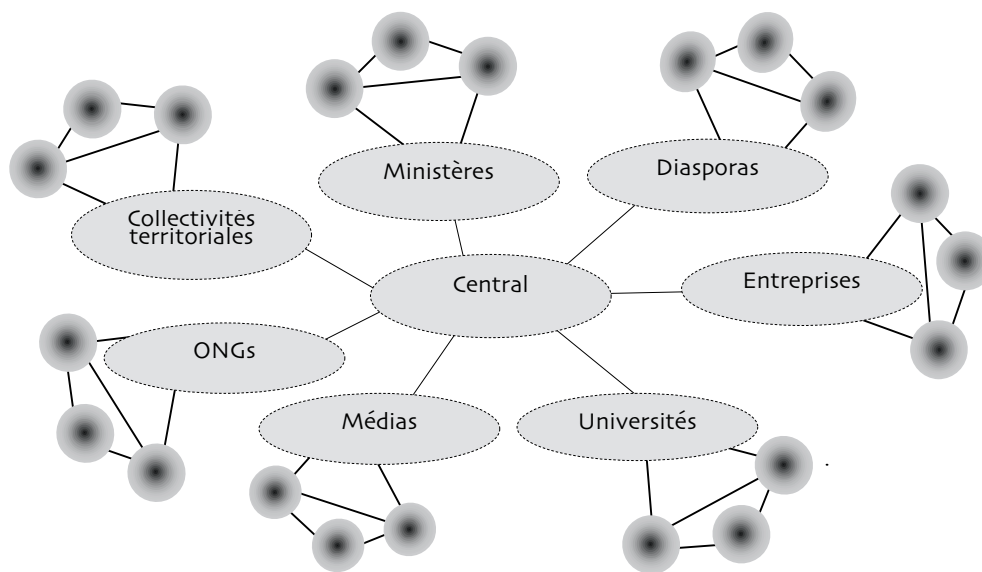 Ministères
Diasporas
Collectivités
territoriales
Central
Entreprises
ONGs
Médias
Universités